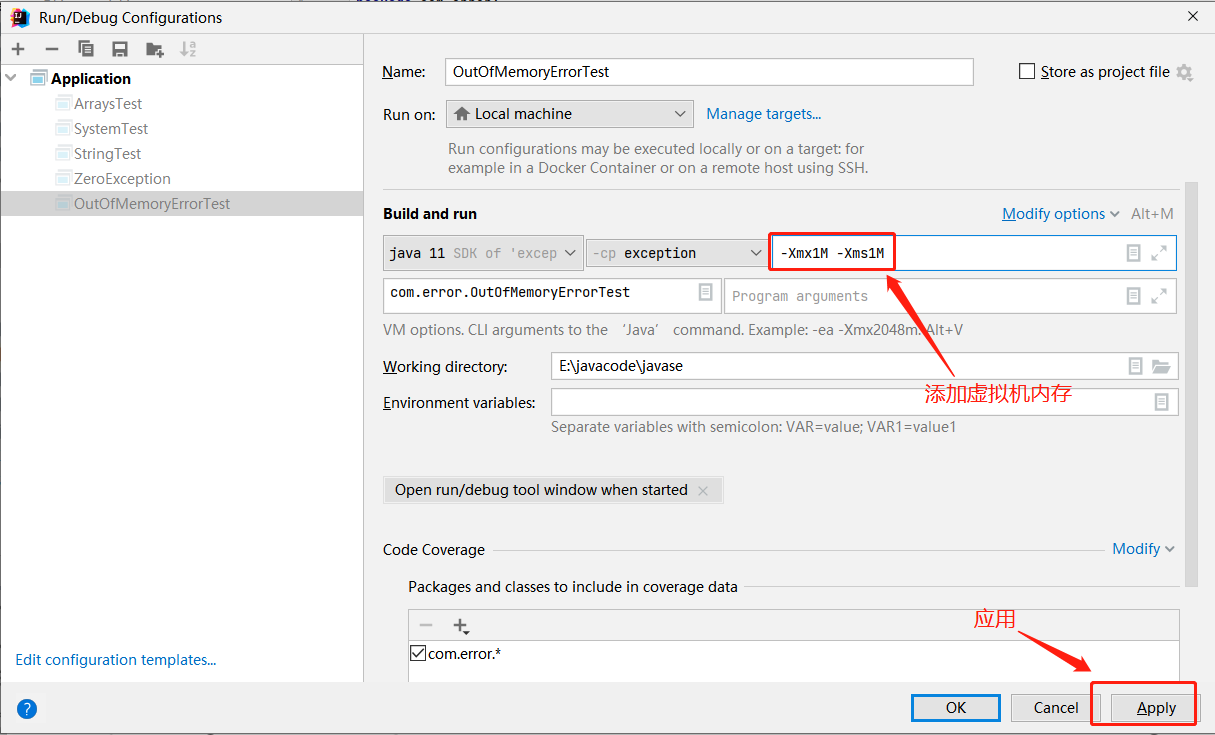 Run/Debug Configurations
Application
ArraysTest
SystemTest
StringTest
ZeroException
OutOfMemoryErrorTest
Edit configuration templates...
Name: OutOfMemoryErrorTest Store as project file
Run on: Local machine Manage targets...
Run configurations may be executed locally or on a target: for
example in a Docker Container or on a remote host using SSH.
Build and run Modify options Alt+M
java 11 SDK of 'excep -cp exception -Xmx1M -Xms1M
com.error.OutOfMemoryErrorTest Program arguments
VM options. CLI arguments to the ‘Java’ command. Example: -ea -Xmx2048m. Alt+V
Working directory: E:\javacode\javase
添加虚拟机内存
Environment variables:
Separate variables with semicolon: VAR=value; VAR1=value1
Open run/debug tool window when started
Code Coverage Modify
Packages and classes to include in coverage data
应用
com.error.*
? OK Cancel Apply